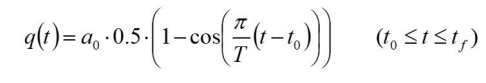 q(t) = a₀ · 0.5 · (1 − cos(π/T (t − t₀)))    (t₀ ≤ t ≤ t_f)